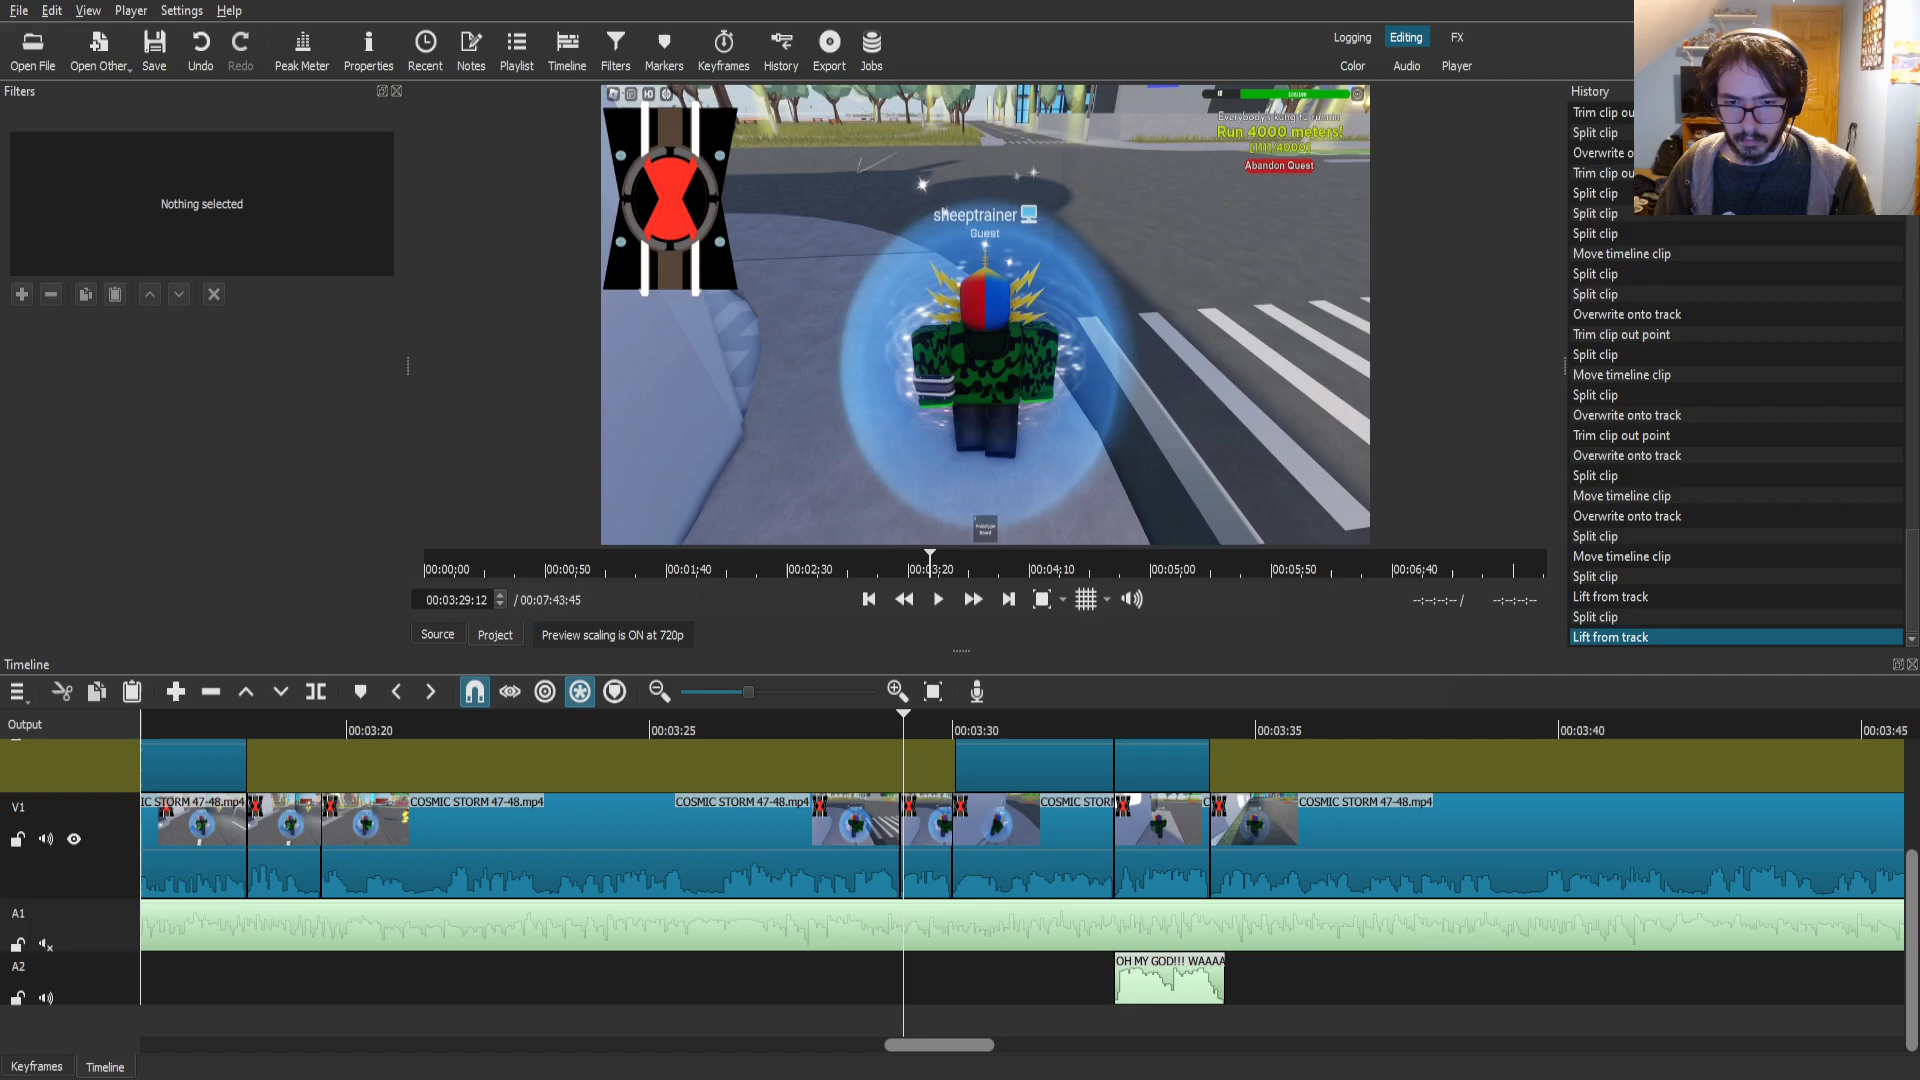 File Edit View Player Settings Help
Open File Open Other Save Undo Redo Peak Meter Properties Recent Notes Playlist Timeline Filters Markers Keyframes History Export Jobs
Logging Editing FX
Color Audio Player
Filters
Nothing selected
HD
100/100
Everybody's kung fu runnin
Run 4000 meters!
[1111/4000]
Abandon Quest
sheeptrainer
Guest
Prototype Board
History
Trim clip ou
Split clip
Overwrite o
Trim clip ou
Split clip
Split clip
Split clip
Move timeline clip
Split clip
Split clip
Overwrite onto track
Trim clip out point
Split clip
Move timeline clip
Split clip
Overwrite onto track
Trim clip out point
Overwrite onto track
Split clip
Move timeline clip
Overwrite onto track
Split clip
Move timeline clip
Split clip
Lift from track
Split clip
Lift from track
00:00:00 00:00:50 00:01:40 00:02:30 00:03:20 00:04:10 00:05:00 00:05:50 00:06:40
00:03:29:12 / 00:07:43:45
--:--:--:-- / --:--:--:--
Source Project Preview scaling is ON at 720p
Timeline
Output
00:03:20 00:03:25 00:03:30 00:03:35 00:03:40 00:03:45
V1
IC STORM 47-48.mp4 COSMIC STORM 47-48.mp4 COSMIC STORM 47-48.mp4 COSMIC STORM C COSMIC STORM 47-48.mp4
A1
A2
OH MY GOD!!! WAAAA
Keyframes Timeline